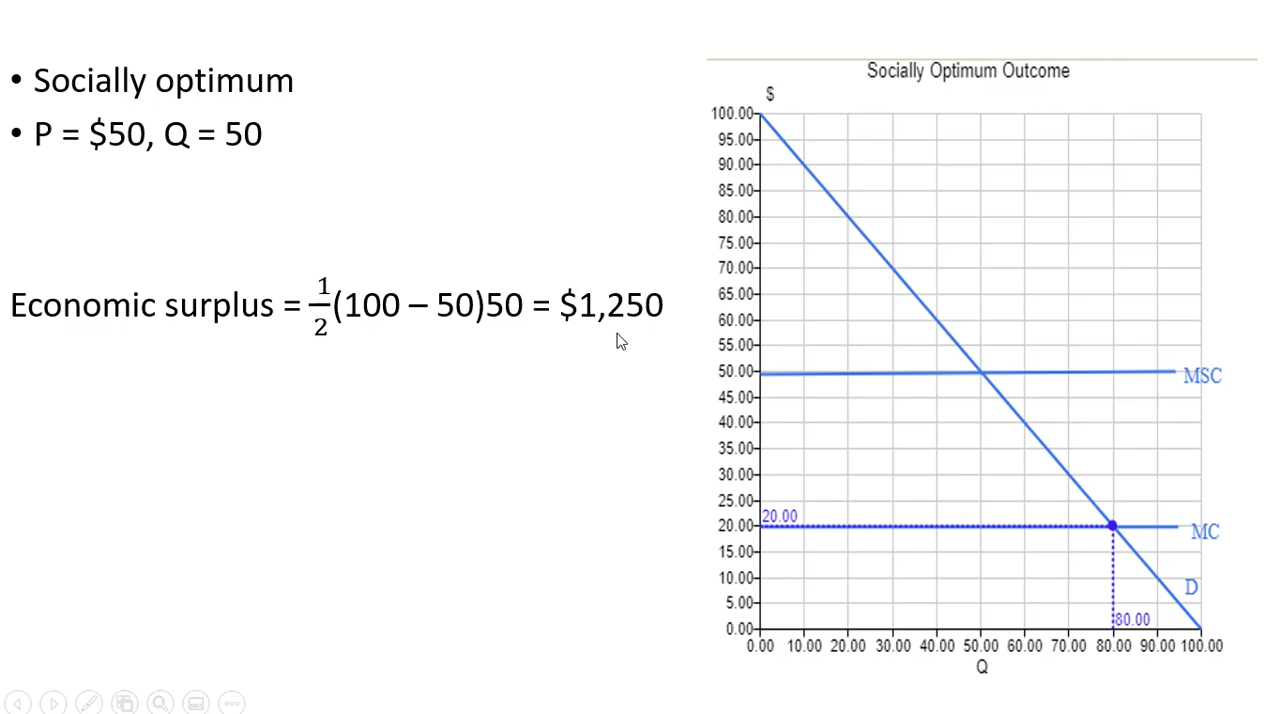 • Socially optimum
• P = $50, Q = 50
Economic surplus = 1/2(100 – 50)50 = $1,250
Socially Optimum Outcome
$
100.00
95.00
90.00
85.00
80.00
75.00
70.00
65.00
60.00
55.00
50.00
MSC
45.00
40.00
35.00
30.00
25.00
20.00
20.00
MC
15.00
10.00
D
5.00
80.00
0.00
0.00 10.00 20.00 30.00 40.00 50.00 60.00 70.00 80.00 90.00 100.00
Q